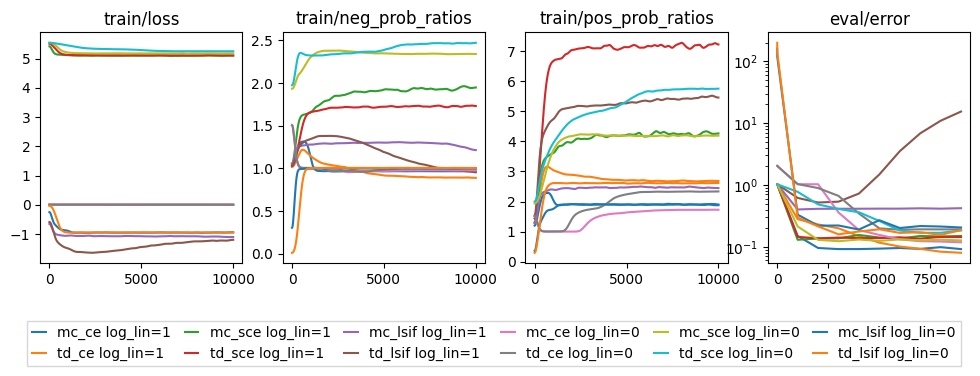 train/loss
train/neg_prob_ratios
train/pos_prob_ratios
eval/error
5
4
3
2
1
0
−1
0
5000
10000
2.5
2.0
1.5
1.0
0.5
0.0
0
5000
10000
7
6
5
4
3
2
1
0
0
5000
10000
10²
10¹
10⁰
10⁻¹
0
2500
5000
7500
mc_ce log_lin=1
mc_sce log_lin=1
mc_lsif log_lin=1
mc_ce log_lin=0
mc_sce log_lin=0
mc_lsif log_lin=0
td_ce log_lin=1
td_sce log_lin=1
td_lsif log_lin=1
td_ce log_lin=0
td_sce log_lin=0
td_lsif log_lin=0